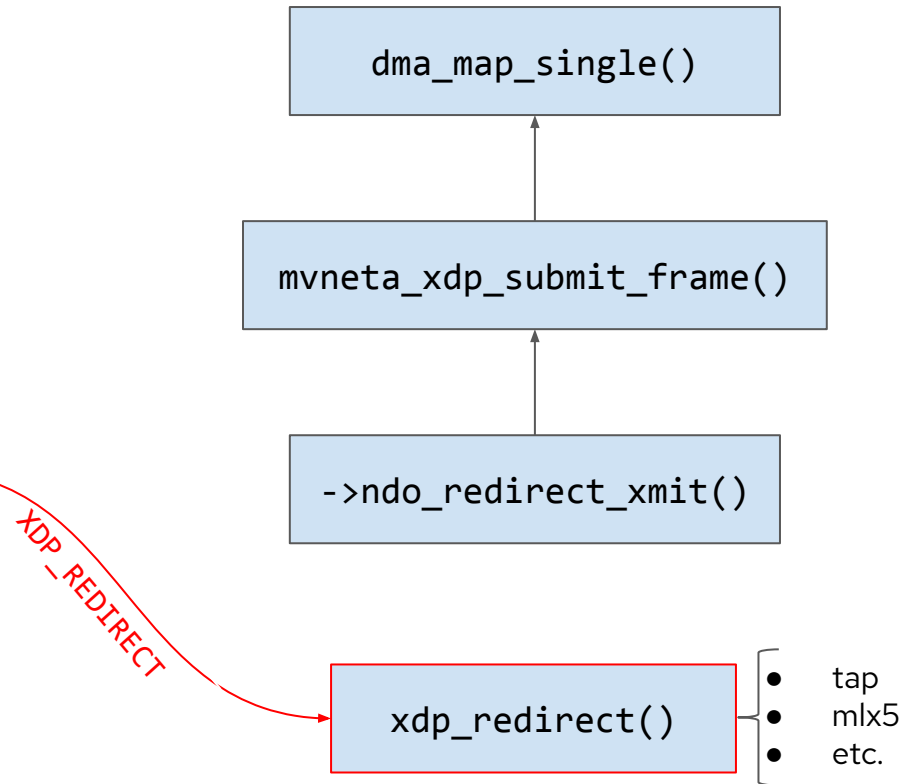 dma_map_single()
mvneta_xdp_submit_frame()
->ndo_redirect_xmit()
XDP_REDIRECT
xdp_redirect()
● tap
● mlx5
● etc.